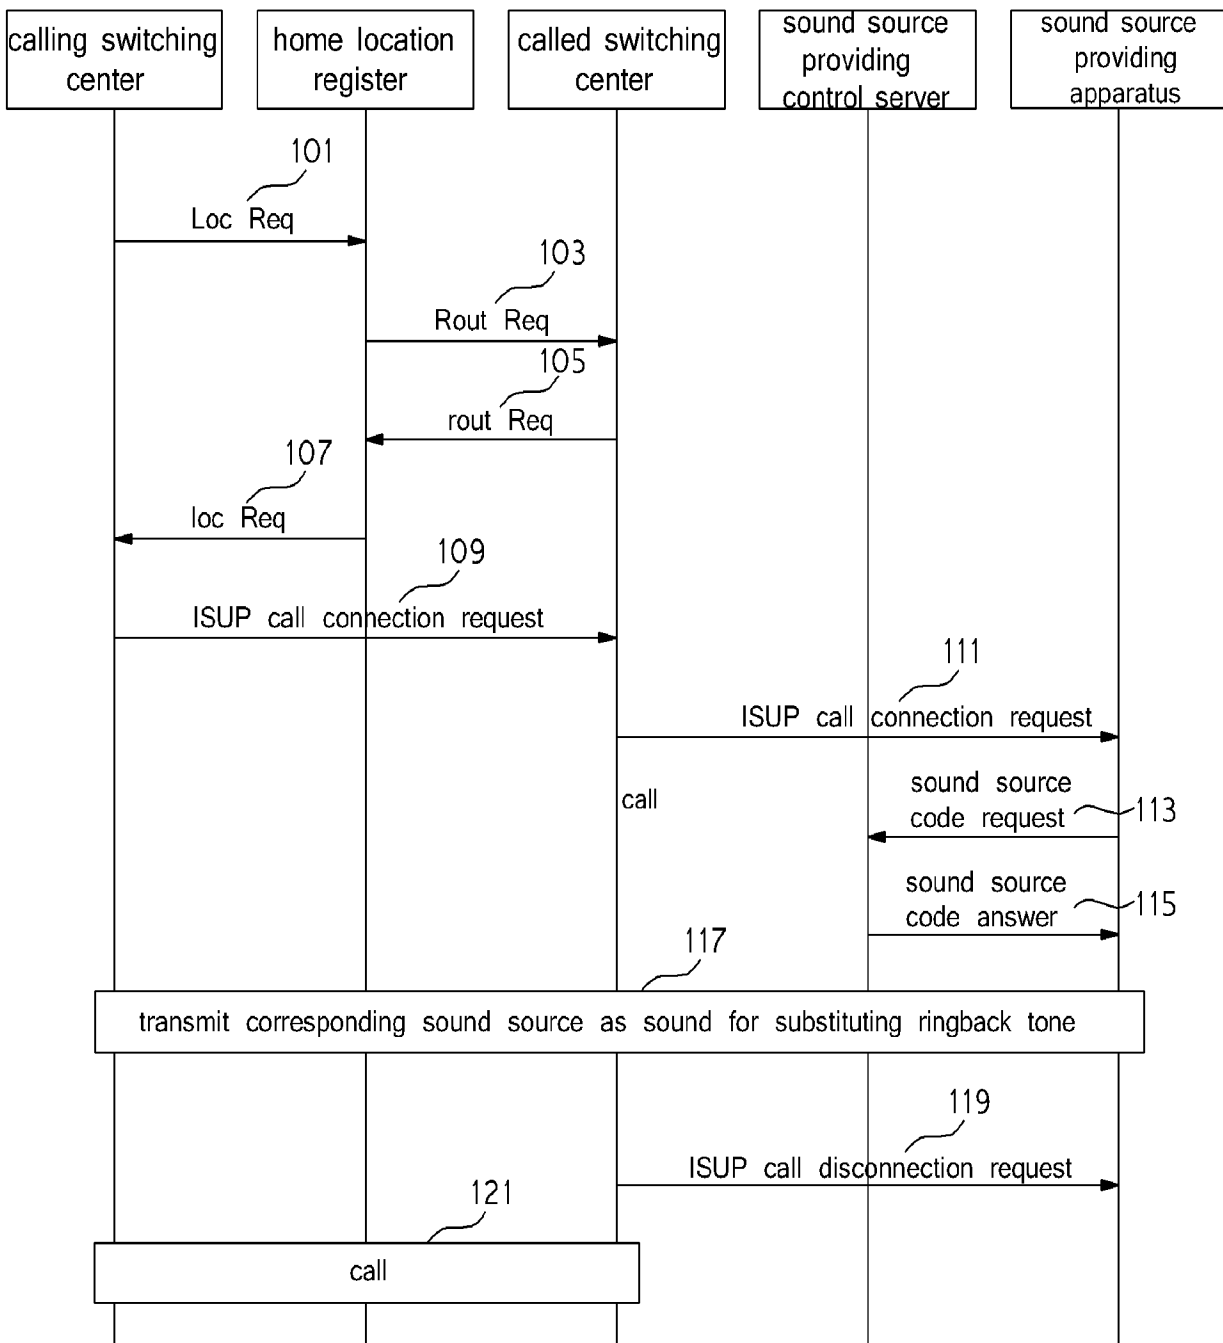 calling switching
center
home location
register
called switching
center
sound source
providing
control server
sound source
providing
apparatus
101
Loc Req
103
Rout Req
105
rout Req
107
loc Req
109
ISUP call connection request
111
ISUP call connection request
call
sound source
code request
113
sound source
code answer
115
117
transmit corresponding sound source as sound for substituting ringback tone
119
ISUP call disconnection request
121
call